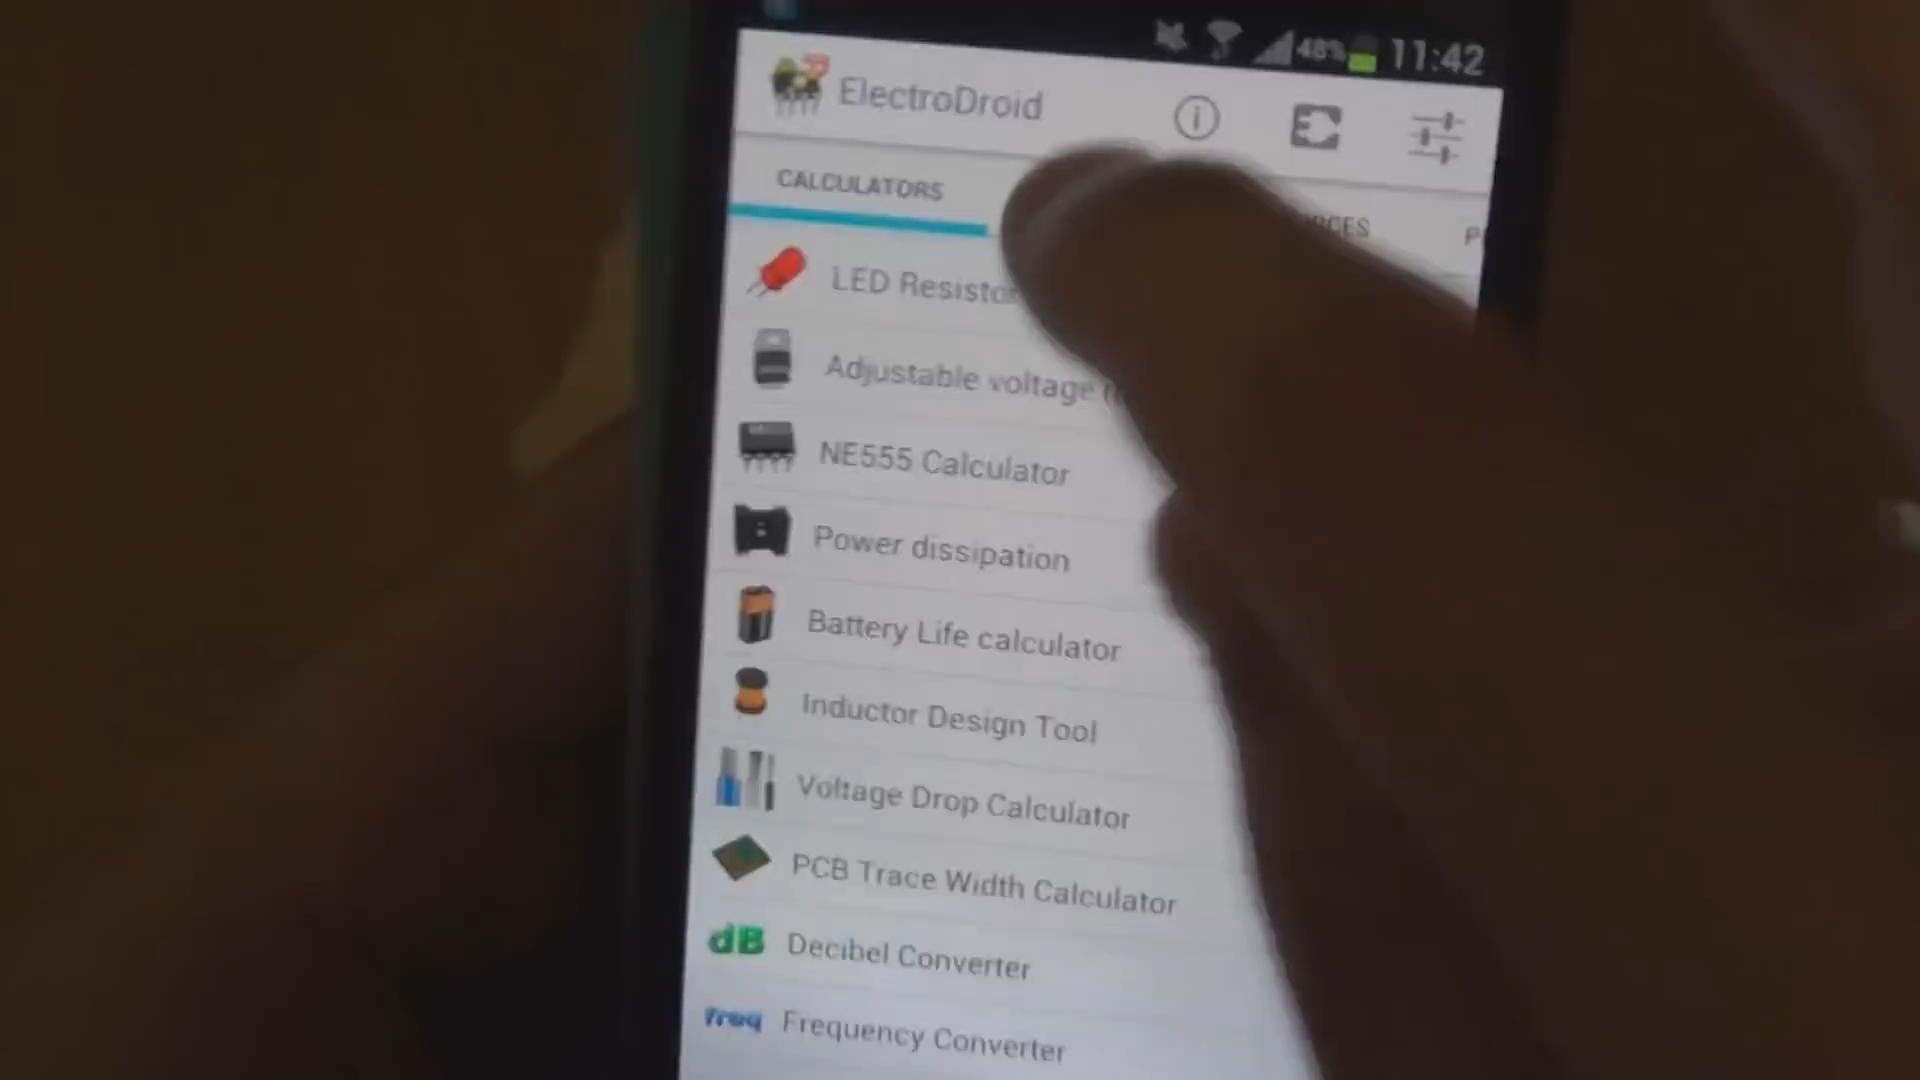 48% 11:42
ElectroDroid
CALCULATORS
LED Resistor
Adjustable voltage
NE555 Calculator
Power dissipation
Battery Life calculator
Inductor Design Tool
Voltage Drop Calculator
PCB Trace Width Calculator
dB Decibel Converter
freq Frequency Converter